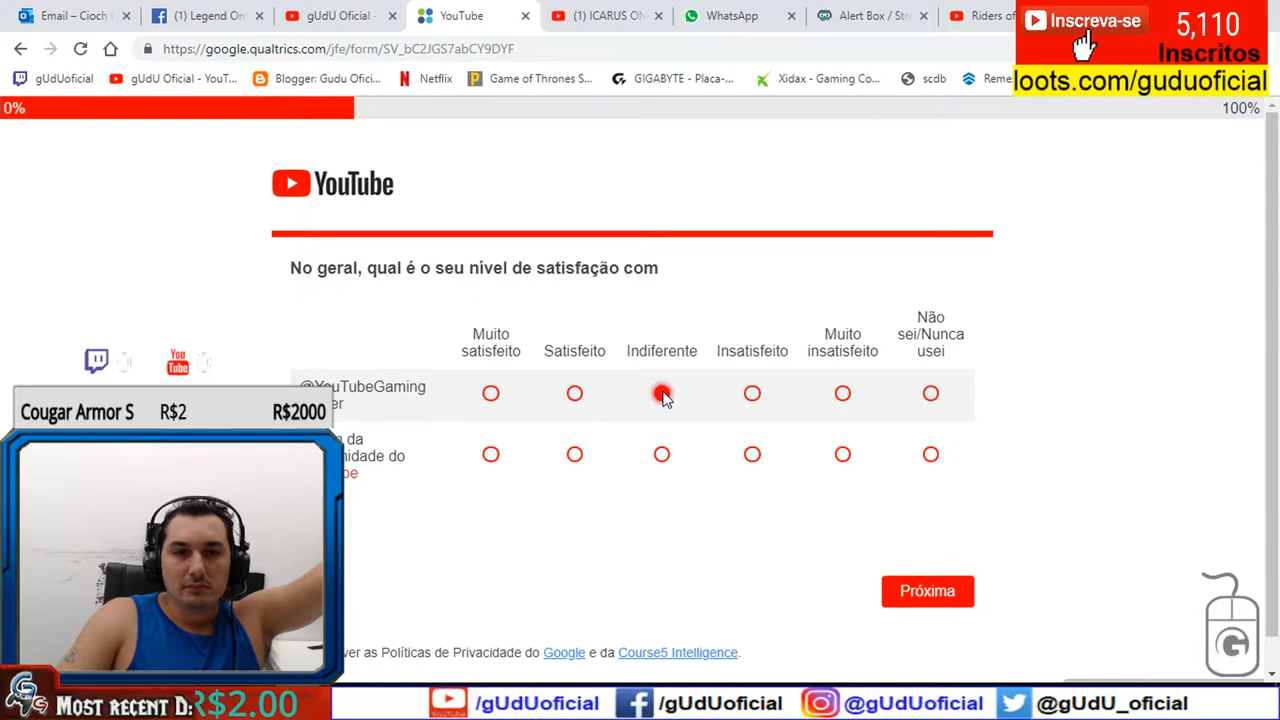 Email – Cioch
(1) Legend On
gUdU Oficial -
YouTube
(1) ICARUS ON
WhatsApp
Alert Box / Str
Riders of
Inscreva-se
5,110
Inscritos
https://google.qualtrics.com/jfe/form/SV_bC2JGS7abCY9DYF
loots.com/guduoficial
gUduoficial
gUdU Oficial - YouT...
Blogger: Gudu Oficial...
Netflix
Game of Thrones S...
GIGABYTE - Placa-...
Xidax - Gaming Co...
scdb
Reme
0%
100%
YouTube
No geral, qual é o seu nível de satisfação com
Muito satisfeito
Satisfeito
Indiferente
Insatisfeito
Muito insatisfeito
Não sei/Nunca usei
You
Tube
@YouTubeGaming
er
Cougar Armor S R$2 R$2000
da
nidade do
be
Próxima
ver as Políticas de Privacidade do Google e da Course5 Intelligence.
G
Most recent D:
R$2.00
/gUdUoficial
/gUdUoficial
@gUdUoficial
@gUdU_oficial